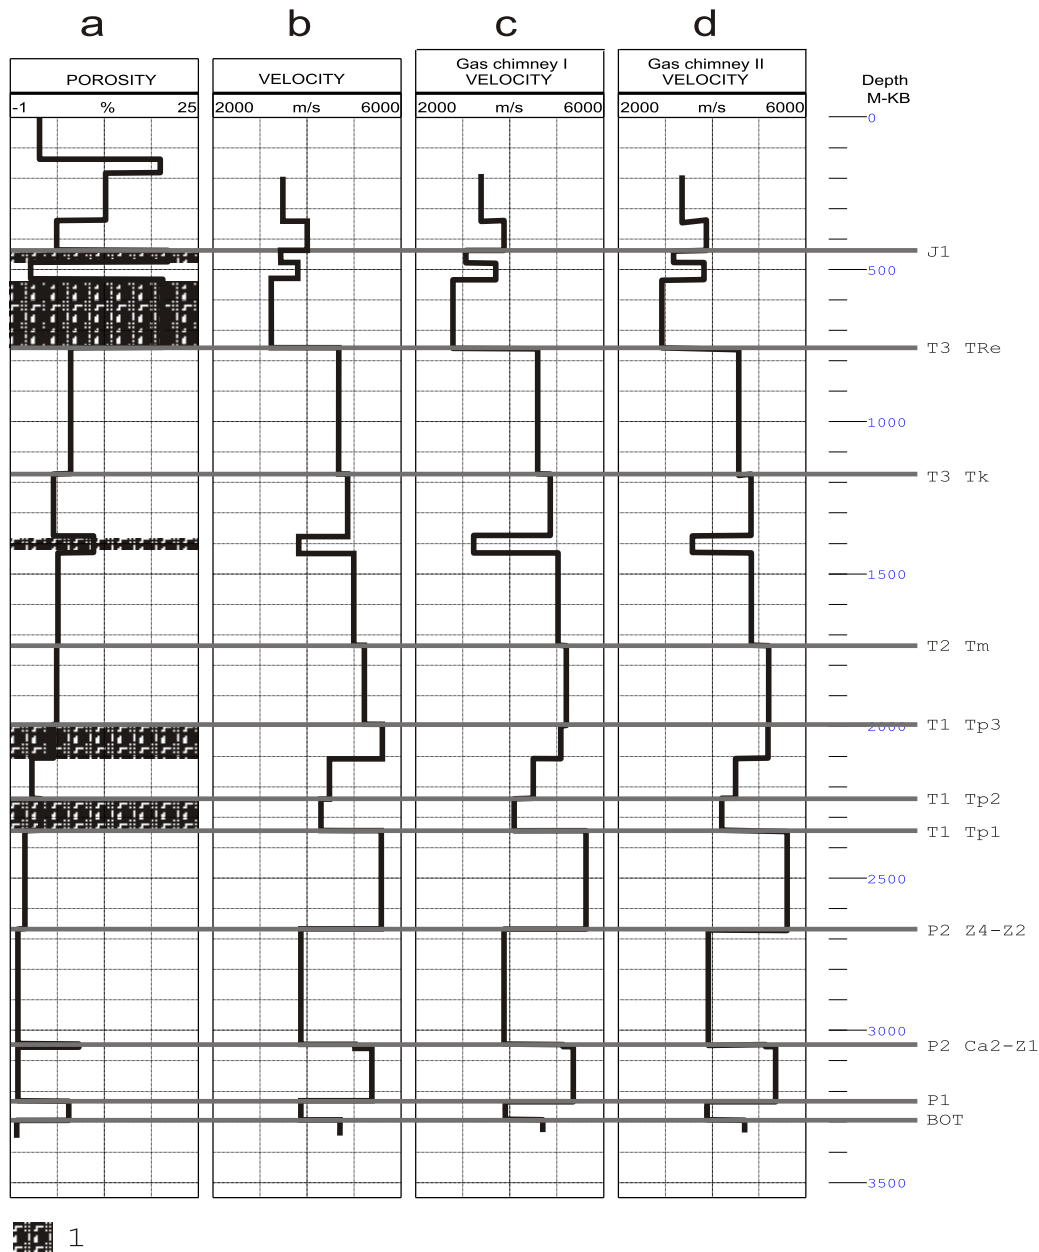 a b c d
POROSITY
-1 % 25
VELOCITY
2000 m/s 6000
Gas chimney I
VELOCITY
2000 m/s 6000
Gas chimney II
VELOCITY
2000 m/s 6000
Depth
M-KB
0
J1
500
T3 TRe
1000
T3 Tk
1500
T2 Tm
2000
T1 Tp3
T1 Tp2
T1 Tp1
2500
P2 Z4-Z2
3000
P2 Ca2-Z1
P1
BOT
3500
1